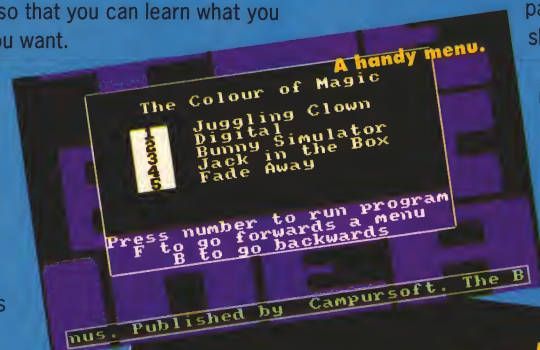 so that you can learn what you
ou want.
pa
sh
A handy menu.
The Colour of Magic
1 Juggling Clown
2 Digital
3 Bunny Simulator
4 Jack in the Box
5 Fade Away
Press number to run program
F to go forwards a menu
B to go backwards
s
nus. Published by Campursoft. The B